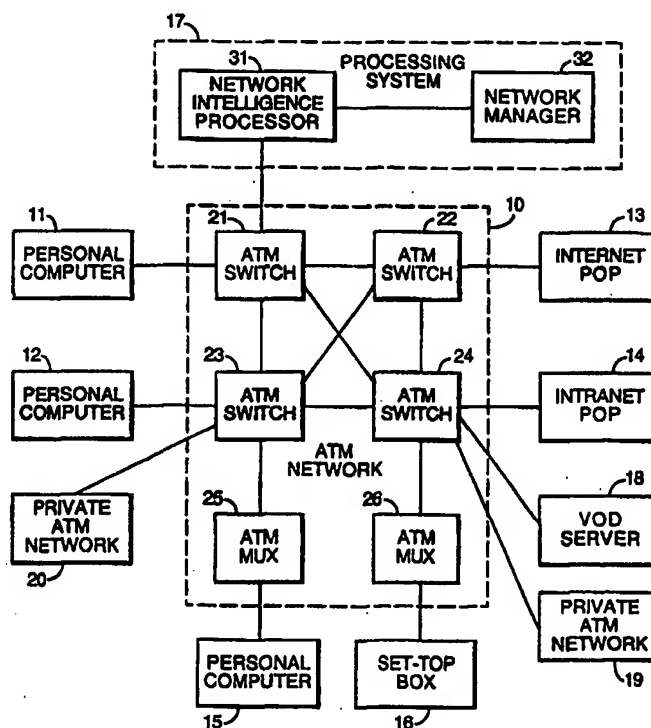 17
31
PROCESSING
SYSTEM
32
NETWORK
INTELLIGENCE
PROCESSOR
NETWORK
MANAGER
11
21
22
10
13
PERSONAL
COMPUTER
ATM
SWITCH
ATM
SWITCH
INTERNET
POP
12
23
24
14
PERSONAL
COMPUTER
ATM
SWITCH
ATM
SWITCH
INTRANET
POP
ATM
NETWORK
25
26
18
PRIVATE
ATM
NETWORK
20
ATM
MUX
ATM
MUX
VOD
SERVER
PERSONAL
COMPUTER
15
SET-TOP
BOX
16
PRIVATE
ATM
NETWORK
19